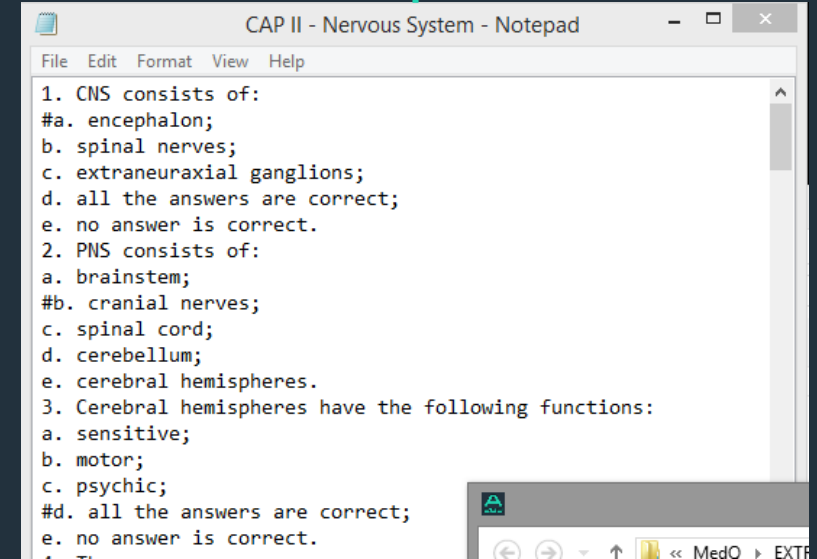 CAP II - Nervous System - Notepad
File Edit Format View Help
1. CNS consists of:
#a. encephalon;
b. spinal nerves;
c. extraneuraxial ganglions;
d. all the answers are correct;
e. no answer is correct.
2. PNS consists of:
a. brainstem;
#b. cranial nerves;
c. spinal cord;
d. cerebellum;
e. cerebral hemispheres.
3. Cerebral hemispheres have the following functions:
a. sensitive;
b. motor;
c. psychic;
#d. all the answers are correct;
e. no answer is correct.
« MedQ